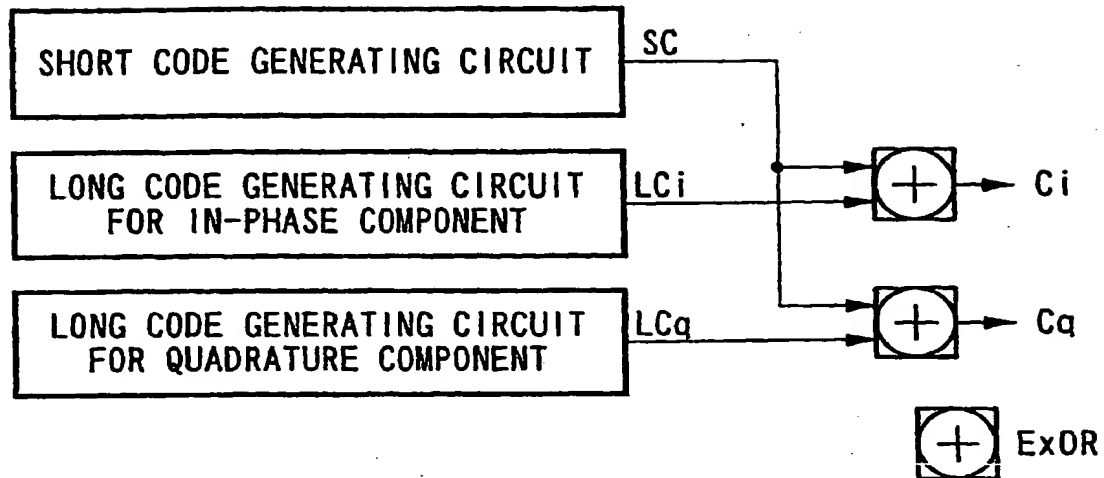 SHORT CODE GENERATING CIRCUIT
SC
LONG CODE GENERATING CIRCUIT
FOR IN-PHASE COMPONENT
LCi
Ci
LONG CODE GENERATING CIRCUIT
FOR QUADRATURE COMPONENT
LCq
Cq
ExOR